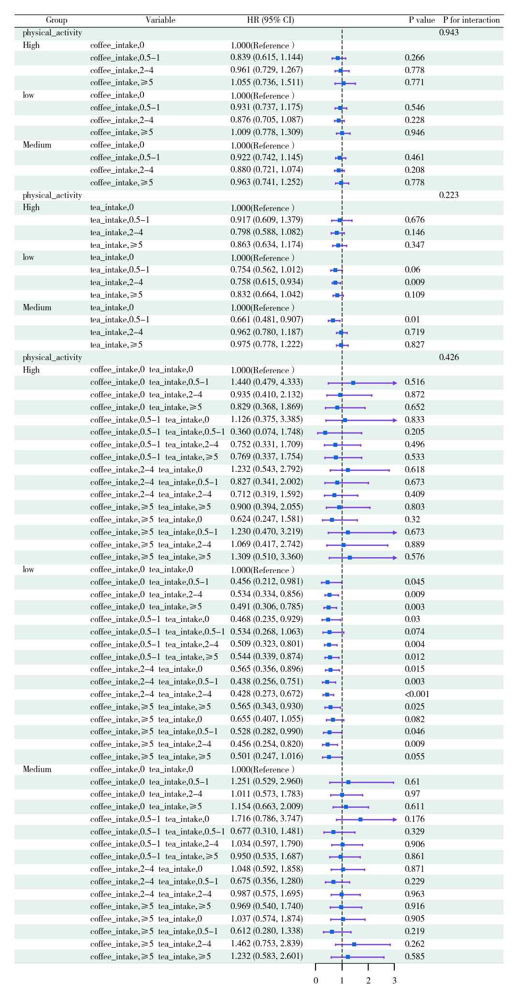 Group Variable HR (95% CI) P value P for interaction
physical_activity 0.943
High coffee_intake,0 1.000(Reference )
coffee_intake,0.5−1 0.839 (0.615, 1.144) 0.266
coffee_intake,2−4 0.961 (0.729, 1.267) 0.778
coffee_intake,≥5 1.055 (0.736, 1.511) 0.771
low coffee_intake,0 1.000(Reference )
coffee_intake,0.5−1 0.931 (0.737, 1.175) 0.546
coffee_intake,2−4 0.876 (0.705, 1.087) 0.228
coffee_intake,≥5 1.009 (0.778, 1.309) 0.946
Medium coffee_intake,0 1.000(Reference )
coffee_intake,0.5−1 0.922 (0.742, 1.145) 0.461
coffee_intake,2−4 0.880 (0.721, 1.074) 0.208
coffee_intake,≥5 0.963 (0.741, 1.252) 0.778
physical_activity 0.223
High tea_intake,0 1.000(Reference )
tea_intake,0.5−1 0.917 (0.609, 1.379) 0.676
tea_intake,2−4 0.798 (0.588, 1.082) 0.146
tea_intake,≥5 0.863 (0.634, 1.174) 0.347
low tea_intake,0 1.000(Reference )
tea_intake,0.5−1 0.754 (0.562, 1.012) 0.06
tea_intake,2−4 0.758 (0.615, 0.934) 0.009
tea_intake,≥5 0.832 (0.664, 1.042) 0.109
Medium tea_intake,0 1.000(Reference )
tea_intake,0.5−1 0.661 (0.481, 0.907) 0.01
tea_intake,2−4 0.962 (0.780, 1.187) 0.719
tea_intake,≥5 0.975 (0.778, 1.222) 0.827
physical_activity 0.426
High coffee_intake,0 tea_intake,0 1.000(Reference )
coffee_intake,0 tea_intake,0.5−1 1.440 (0.479, 4.333) 0.516
coffee_intake,0 tea_intake,2−4 0.935 (0.410, 2.132) 0.872
coffee_intake,0 tea_intake,≥5 0.829 (0.368, 1.869) 0.652
coffee_intake,0.5−1 tea_intake,0 1.126 (0.375, 3.385) 0.833
coffee_intake,0.5−1 tea_intake,0.5−1 0.360 (0.074, 1.748) 0.205
coffee_intake,0.5−1 tea_intake,2−4 0.752 (0.331, 1.709) 0.496
coffee_intake,0.5−1 tea_intake,≥5 0.769 (0.337, 1.754) 0.533
coffee_intake,2−4 tea_intake,0 1.232 (0.543, 2.792) 0.618
coffee_intake,2−4 tea_intake,0.5−1 0.827 (0.341, 2.002) 0.673
coffee_intake,2−4 tea_intake,2−4 0.712 (0.319, 1.592) 0.409
coffee_intake,≥5 tea_intake,≥5 0.900 (0.394, 2.055) 0.803
coffee_intake,≥5 tea_intake,0 0.624 (0.247, 1.581) 0.32
coffee_intake,≥5 tea_intake,0.5−1 1.230 (0.470, 3.219) 0.673
coffee_intake,≥5 tea_intake,2−4 1.069 (0.417, 2.742) 0.889
coffee_intake,≥5 tea_intake,≥5 1.309 (0.510, 3.360) 0.576
low coffee_intake,0 tea_intake,0 1.000(Reference )
coffee_intake,0 tea_intake,0.5−1 0.456 (0.212, 0.981) 0.045
coffee_intake,0 tea_intake,2−4 0.534 (0.334, 0.856) 0.009
coffee_intake,0 tea_intake,≥5 0.491 (0.306, 0.785) 0.003
coffee_intake,0.5−1 tea_intake,0 0.468 (0.235, 0.929) 0.03
coffee_intake,0.5−1 tea_intake,0.5−1 0.534 (0.268, 1.063) 0.074
coffee_intake,0.5−1 tea_intake,2−4 0.509 (0.323, 0.801) 0.004
coffee_intake,0.5−1 tea_intake,≥5 0.544 (0.339, 0.874) 0.012
coffee_intake,2−4 tea_intake,0 0.565 (0.356, 0.896) 0.015
coffee_intake,2−4 tea_intake,0.5−1 0.438 (0.256, 0.751) 0.003
coffee_intake,2−4 tea_intake,2−4 0.428 (0.273, 0.672) <0.001
coffee_intake,≥5 tea_intake,≥5 0.565 (0.343, 0.930) 0.025
coffee_intake,≥5 tea_intake,0 0.655 (0.407, 1.055) 0.082
coffee_intake,≥5 tea_intake,0.5−1 0.528 (0.282, 0.990) 0.046
coffee_intake,≥5 tea_intake,2−4 0.456 (0.254, 0.820) 0.009
coffee_intake,≥5 tea_intake,≥5 0.501 (0.247, 1.016) 0.055
Medium coffee_intake,0 tea_intake,0 1.000(Reference )
coffee_intake,0 tea_intake,0.5−1 1.251 (0.529, 2.960) 0.61
coffee_intake,0 tea_intake,2−4 1.011 (0.573, 1.783) 0.97
coffee_intake,0 tea_intake,≥5 1.154 (0.663, 2.009) 0.611
coffee_intake,0.5−1 tea_intake,0 1.716 (0.786, 3.747) 0.176
coffee_intake,0.5−1 tea_intake,0.5−1 0.677 (0.310, 1.481) 0.329
coffee_intake,0.5−1 tea_intake,2−4 1.034 (0.597, 1.790) 0.906
coffee_intake,0.5−1 tea_intake,≥5 0.950 (0.535, 1.687) 0.861
coffee_intake,2−4 tea_intake,0 1.048 (0.592, 1.858) 0.871
coffee_intake,2−4 tea_intake,0.5−1 0.675 (0.356, 1.280) 0.229
coffee_intake,2−4 tea_intake,2−4 0.987 (0.575, 1.695) 0.963
coffee_intake,≥5 tea_intake,≥5 0.969 (0.540, 1.740) 0.916
coffee_intake,≥5 tea_intake,0 1.037 (0.574, 1.874) 0.905
coffee_intake,≥5 tea_intake,0.5−1 0.612 (0.280, 1.338) 0.219
coffee_intake,≥5 tea_intake,2−4 1.462 (0.753, 2.839) 0.262
coffee_intake,≥5 tea_intake,≥5 1.232 (0.583, 2.601) 0.585
0 1 2 3